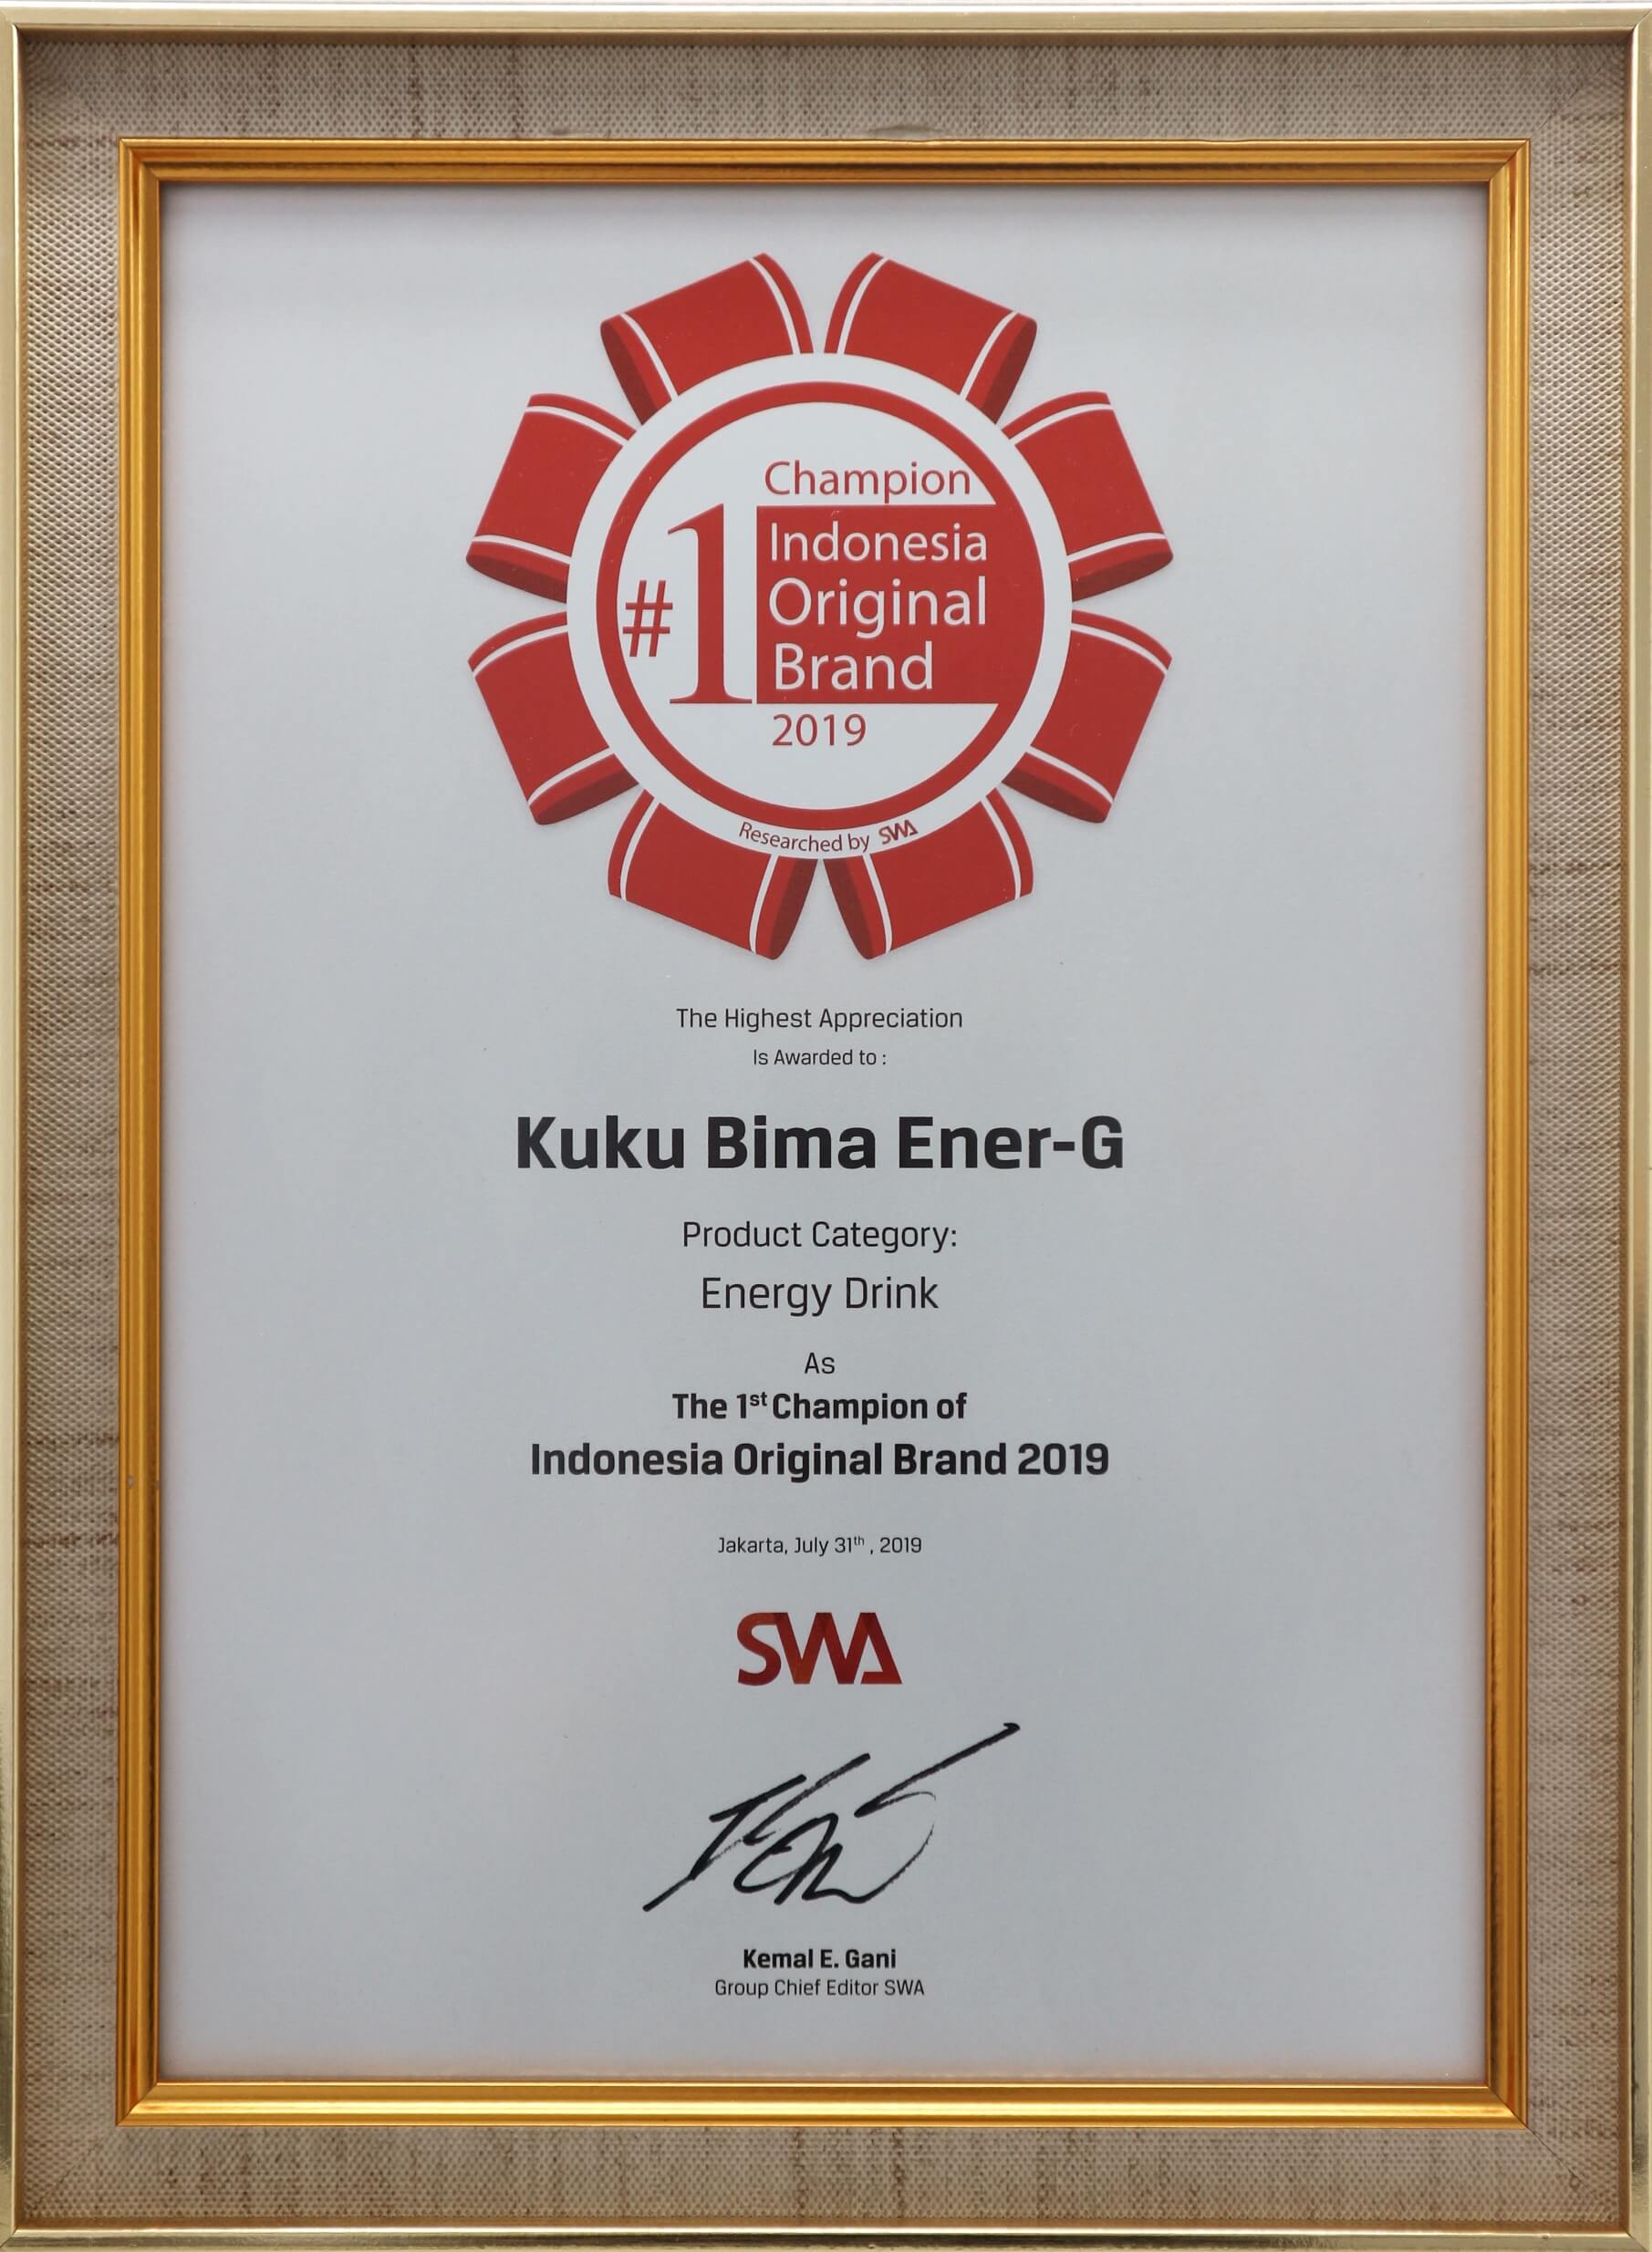 Champion
#1
Indonesia
Original
Brand
2019
Researched by SWA
The Highest Appreciation
Is Awarded to :
Kuku Bima Ener-G
Product Category:
Energy Drink
As
The 1st Champion of
Indonesia Original Brand 2019
Jakarta, July 31th , 2019
SWA
Kemal E. Gani
Group Chief Editor SWA